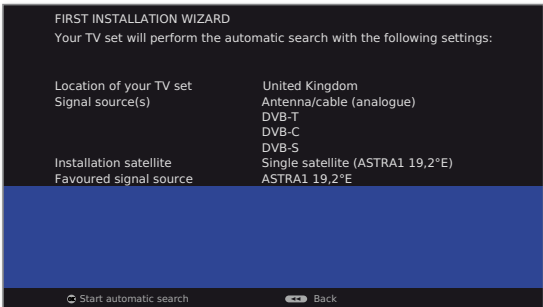 FIRST INSTALLATION WIZARD
Your TV set will perform the automatic search with the following settings:
Location of your TV set United Kingdom
Signal source(s) Antenna/cable (analogue)
DVB-T
DVB-C
DVB-S
Installation satellite Single satellite (ASTRA1 19,2°E)
Favoured signal source ASTRA1 19,2°E
OK Start automatic search Back